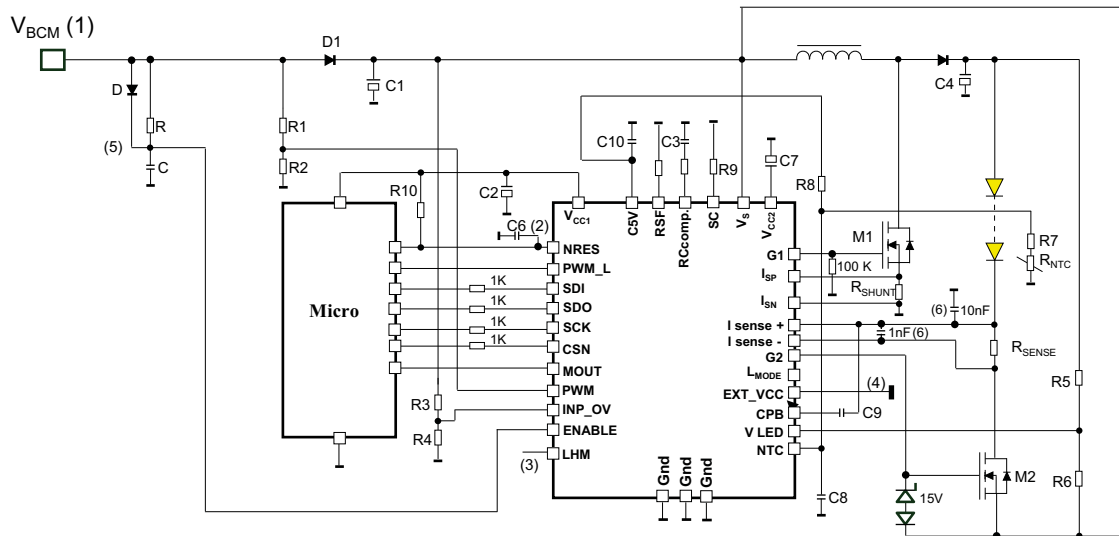 V_BCM (1)
D1
D
C1
C4
R
R1
(5)
C
R2
C10
C3
R9
C7
R8
R10
C2
C6 (2)
V_CC1
C5V
RSF
RCcomp.
SC
V_S
V_CC2
M1
R7
R_NTC
NRES
PWM_L
SDI
SDO
SCK
CSN
MOUT
PWM
INP_OV
ENABLE
LHM
1K
1K
1K
1K
Micro
G1
I_SP
I_SN
I sense +
I sense -
G2
L_MODE
EXT_VCC
CPB
V LED
NTC
100 K
R_SHUNT
(6)
10nF
1nF (6)
R_SENSE
(4)
C9
R5
R3
R4
(3)
Gnd
Gnd
Gnd
C8
15V
M2
R6